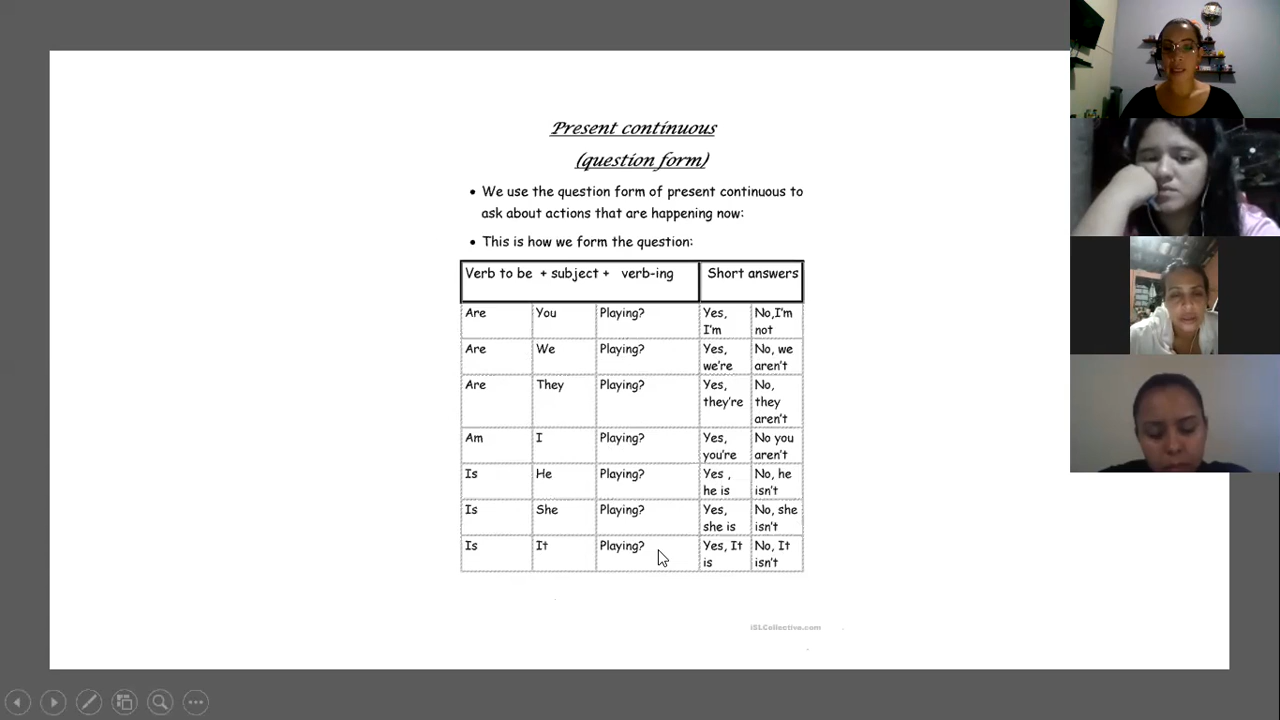 Present continuous
(question form)
• We use the question form of present continuous to
ask about actions that are happening now:
• This is how we form the question:
Verb to be + subject + verb-ing Short answers
Are You Playing? Yes, I'm No,I'm not
Are We Playing? Yes, we're No, we aren't
Are They Playing? Yes, they're No, they aren't
Am I Playing? Yes, you're No you aren't
Is He Playing? Yes , he is No, he isn't
Is She Playing? Yes, she is No, she isn't
Is It Playing? Yes, It is No, It isn't
iSLCollective.com